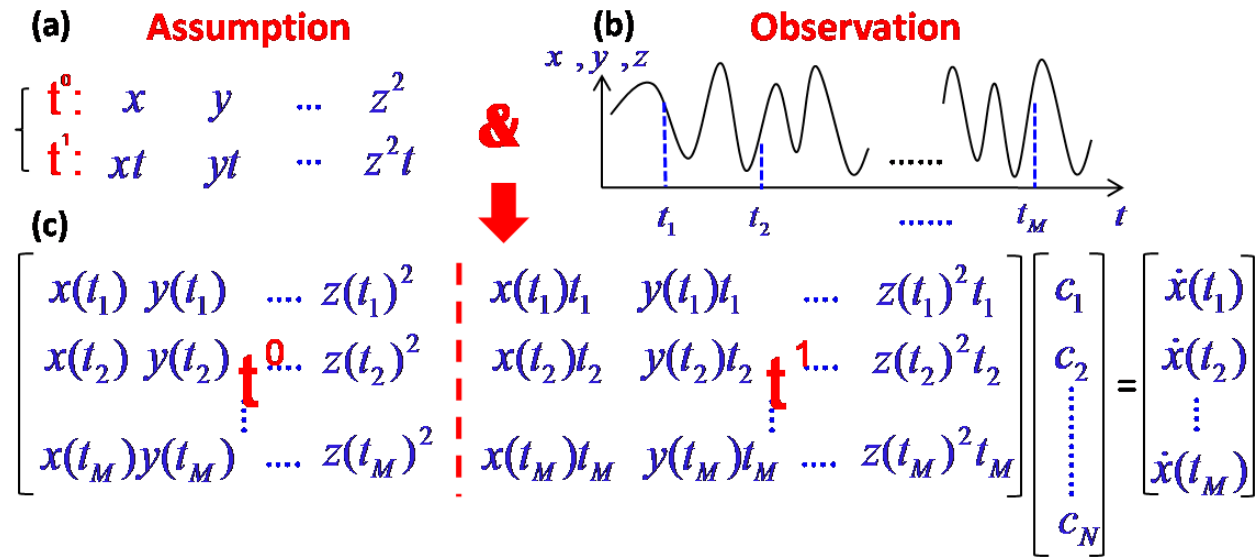 (a) Assumption
t⁰: x y ... z²
t¹: xt yt ... z²t
&
(b) Observation
x , y , z
......
t₁ t₂ ...... t_M t
(c)
x(t₁) y(t₁) .... z(t₁)² x(t₁)t₁ y(t₁)t₁ .... z(t₁)²t₁ c₁ ẋ(t₁)
x(t₂) y(t₂) t⁰ .... z(t₂)² x(t₂)t₂ y(t₂)t₂ t¹ .... z(t₂)²t₂ c₂ = ẋ(t₂)
x(t_M) y(t_M) .... z(t_M)² x(t_M)t_M y(t_M)t_M .... z(t_M)²t_M ẋ(t_M)
c_N